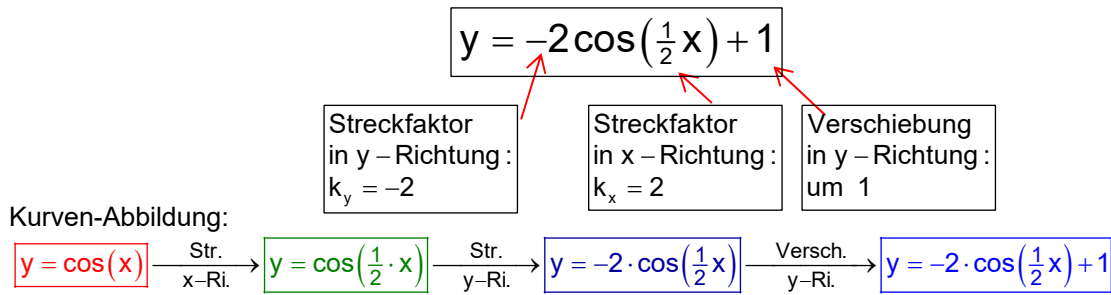 y = −2cos(½x) + 1
Streckfaktor
in y − Richtung :
k_y = −2
Streckfaktor
in x − Richtung :
k_x = 2
Verschiebung
in y − Richtung :
um 1
Kurven-Abbildung:
y = cos(x) Str. x−Ri. → y = cos(½ · x) Str. y−Ri. → y = −2 · cos(½x) Versch. y−Ri. → y = −2 · cos(½x) + 1